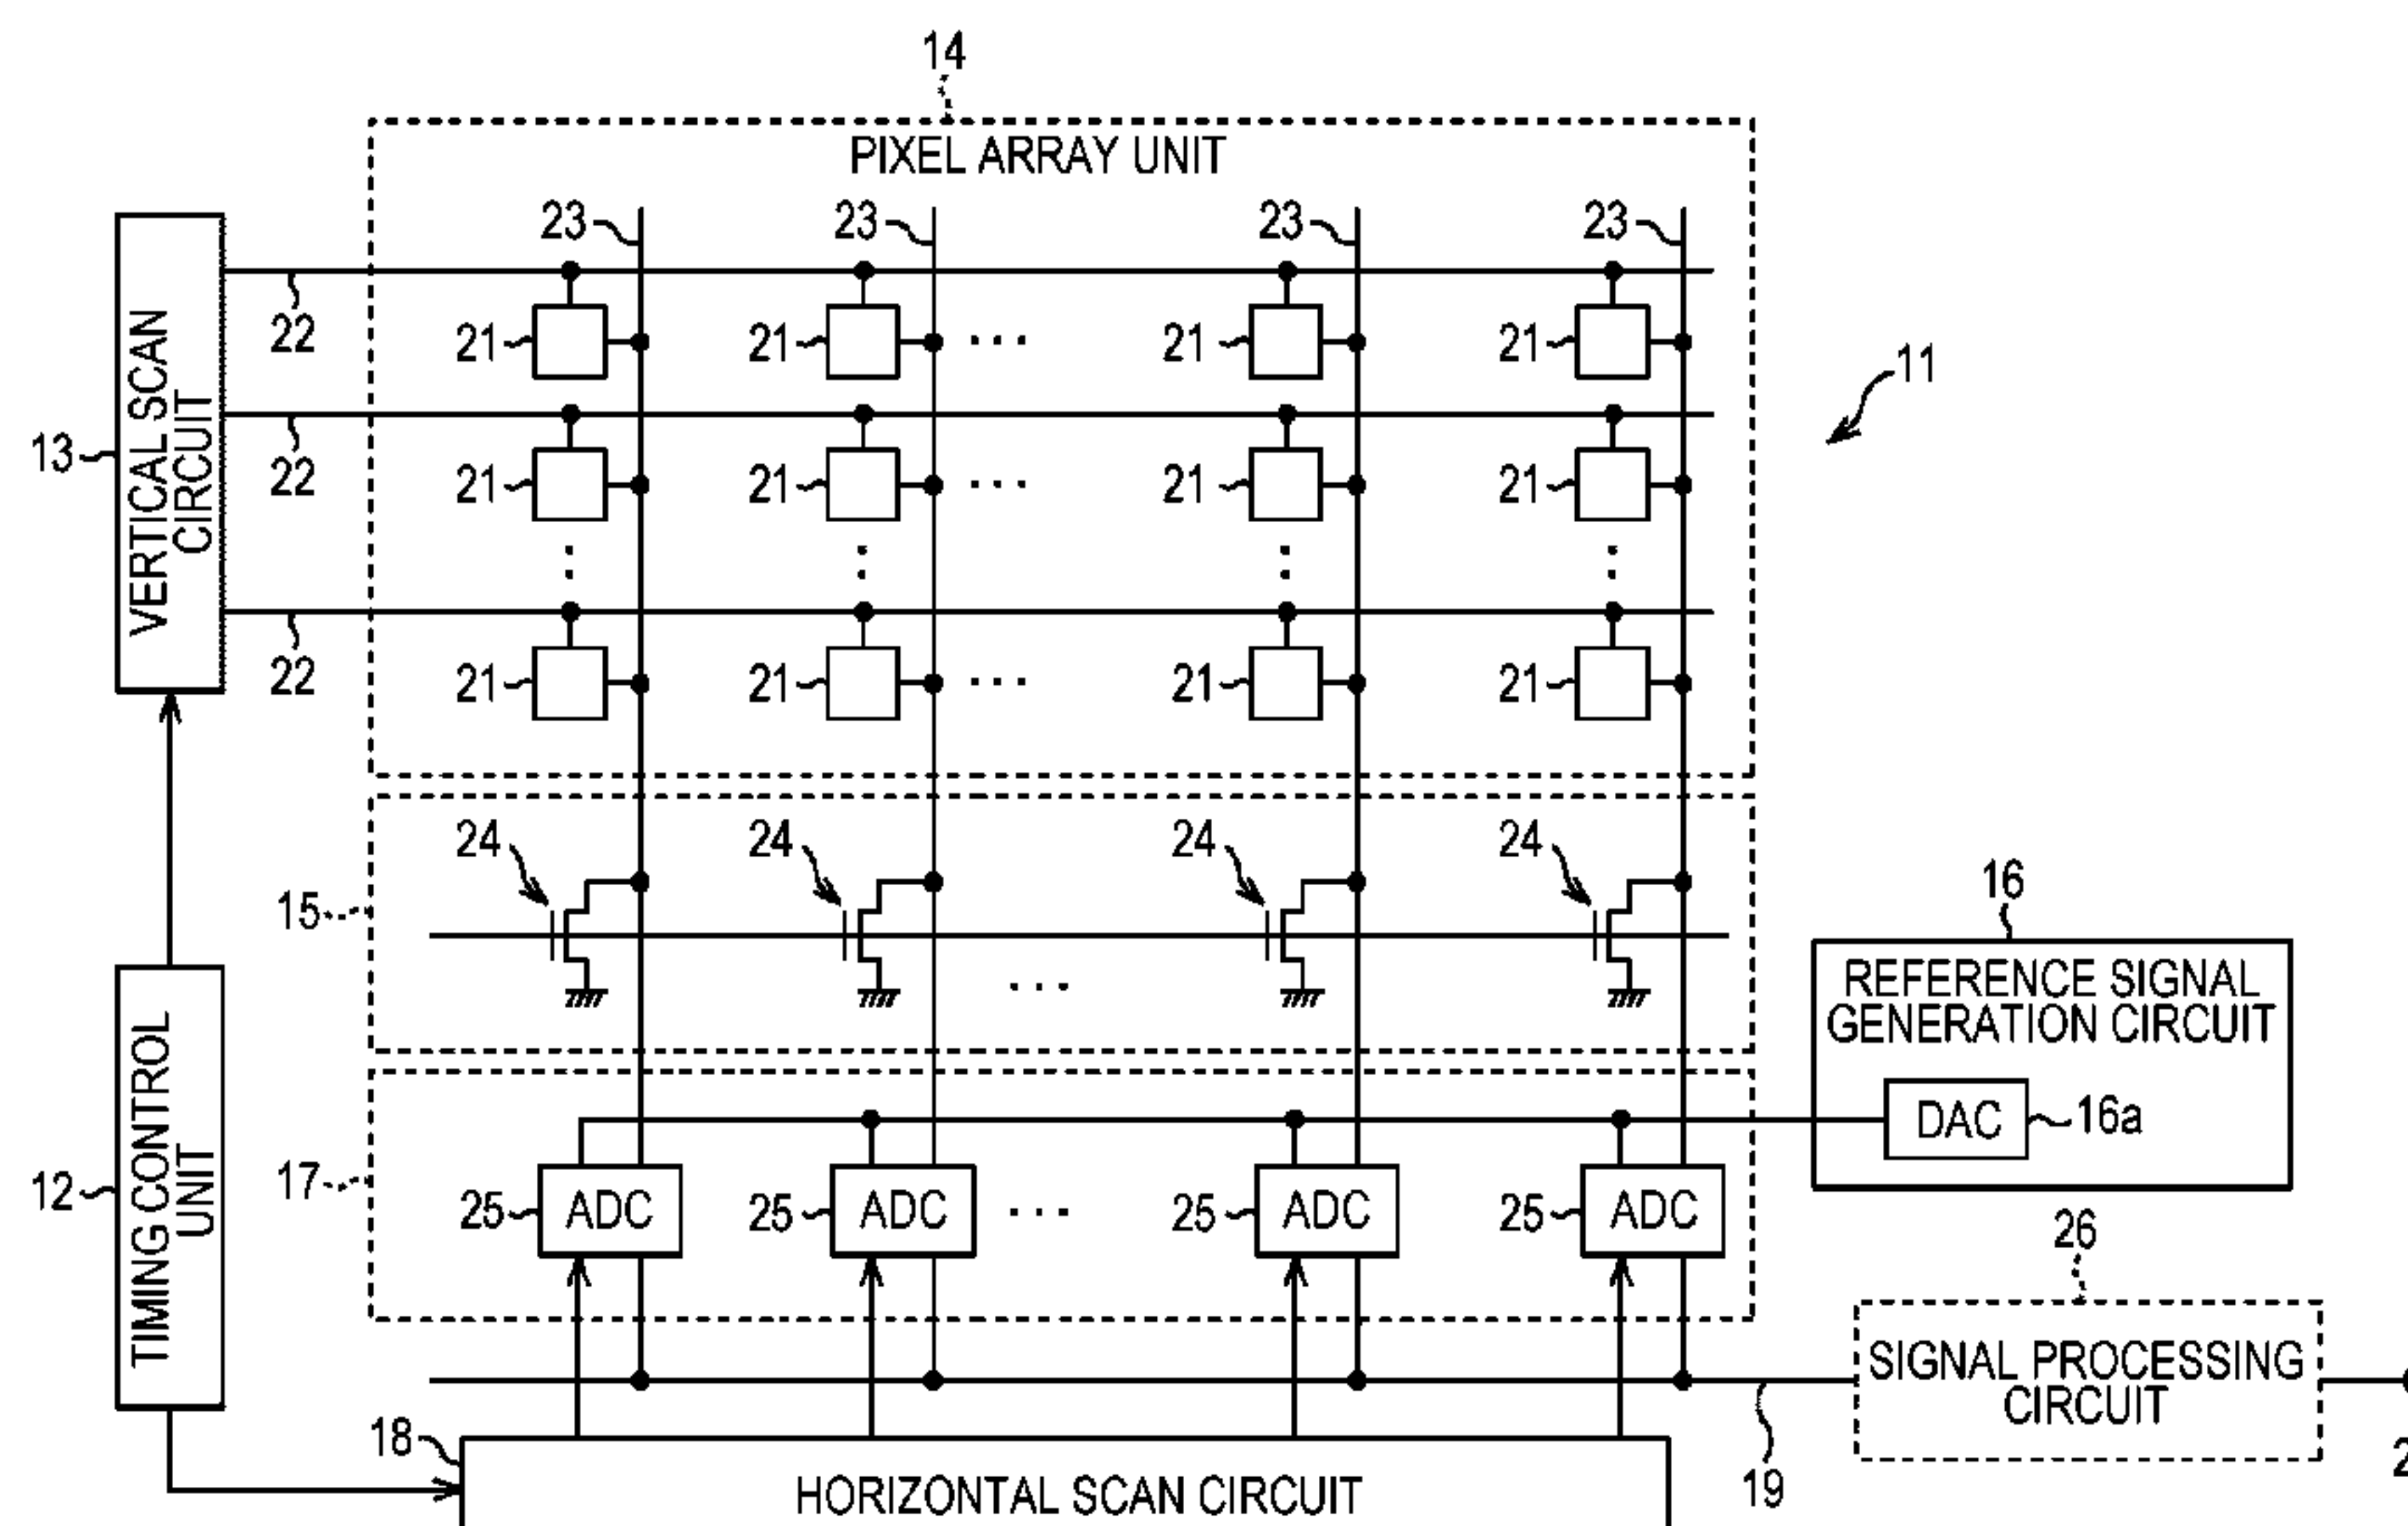 14
PIXEL ARRAY UNIT
23 23 23 23
22
21 21 ... 21 21
11
VERTICAL SCAN
CIRCUIT
13
22
21 21 ... 21 21
22
21 21 ... 21 21
24 24 24 24
15
...
16
REFERENCE SIGNAL
GENERATION CIRCUIT
DAC
16a
TIMING CONTROL
UNIT
12
17
25 ADC 25 ADC ... 25 ADC 25 ADC
26
SIGNAL PROCESSING
CIRCUIT
18
19
HORIZONTAL SCAN CIRCUIT